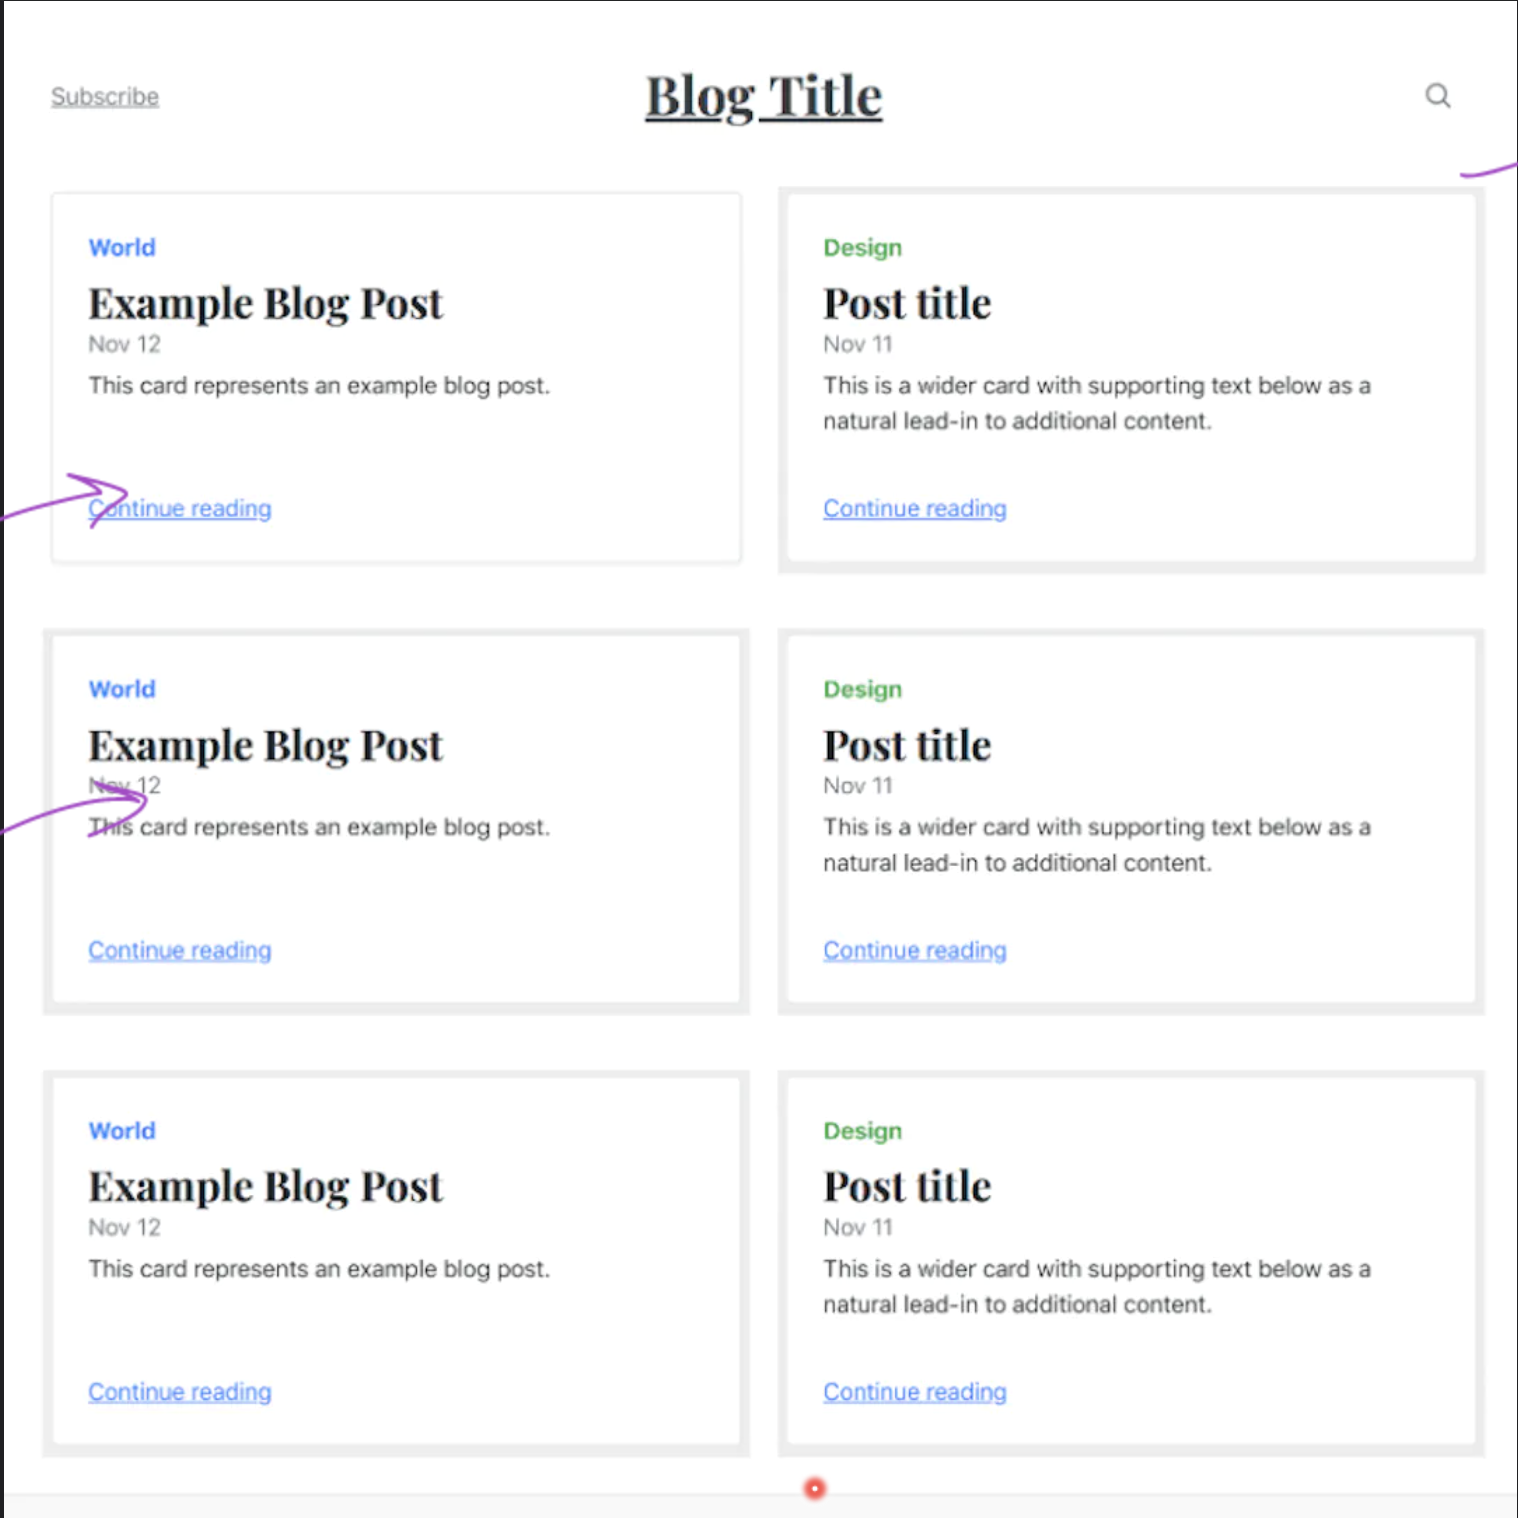 Subscribe
Blog Title
World
Example Blog Post
Nov 12
This card represents an example blog post.
Continue reading
Design
Post title
Nov 11
This is a wider card with supporting text below as a
natural lead-in to additional content.
Continue reading
World
Example Blog Post
Nov 12
This card represents an example blog post.
Continue reading
Design
Post title
Nov 11
This is a wider card with supporting text below as a
natural lead-in to additional content.
Continue reading
World
Example Blog Post
Nov 12
This card represents an example blog post.
Continue reading
Design
Post title
Nov 11
This is a wider card with supporting text below as a
natural lead-in to additional content.
Continue reading